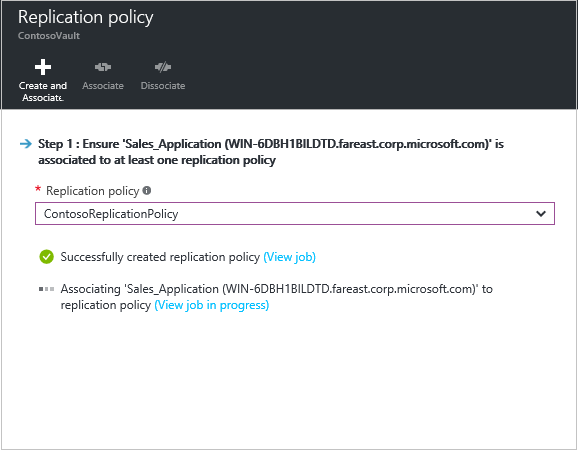 Replication policy
ContosoVault
Create and
Associate.
Associate
Dissociate
Step 1 : Ensure 'Sales_Application (WIN-6DBH1BILDTD.fareast.corp.microsoft.com)' is
associated to at least one replication policy
* Replication policy
ContosoReplicationPolicy
Successfully created replication policy (View job)
Associating 'Sales_Application (WIN-6DBH1BILDTD.fareast.corp.microsoft.com)' to
replication policy (View job in progress)